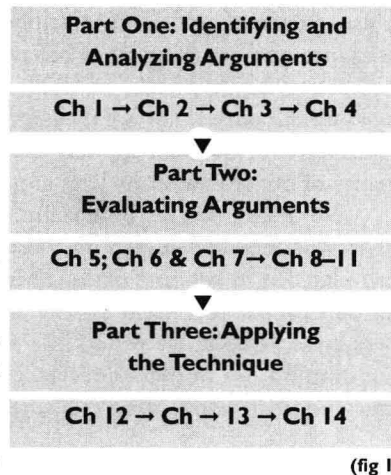 Part One: Identifying and
Analyzing Arguments
Ch 1 → Ch 2 → Ch 3 → Ch 4
▼
Part Two:
Evaluating Arguments
Ch 5; Ch 6 & Ch 7→ Ch 8–11
▼
Part Three: Applying
the Technique
Ch 12 → Ch → 13 → Ch 14
(fig 1